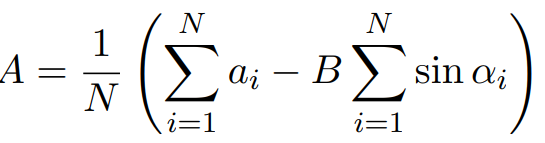 A = \frac{1}{N} \left( \sum_{i=1}^{N} a_i - B \sum_{i=1}^{N} \sin \alpha_i \right)